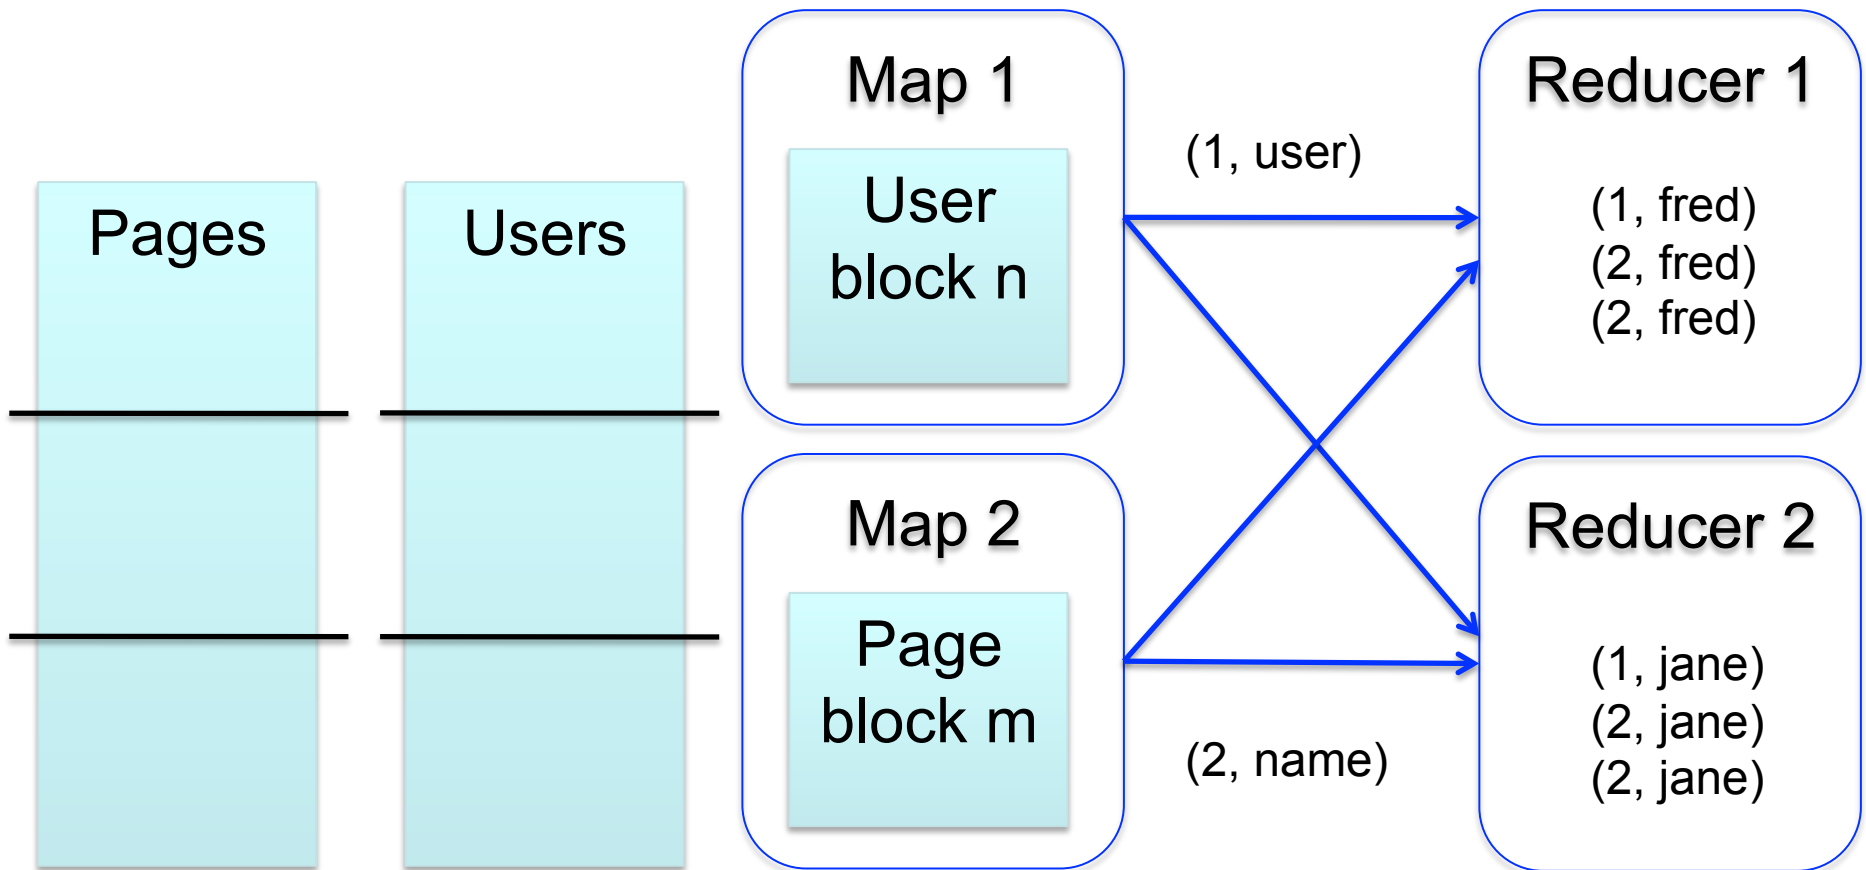 Pages
Users
Map 1
User
block n
(1, user)
Reducer 1
(1, fred)
(2, fred)
(2, fred)
Map 2
Page
block m
(2, name)
Reducer 2
(1, jane)
(2, jane)
(2, jane)